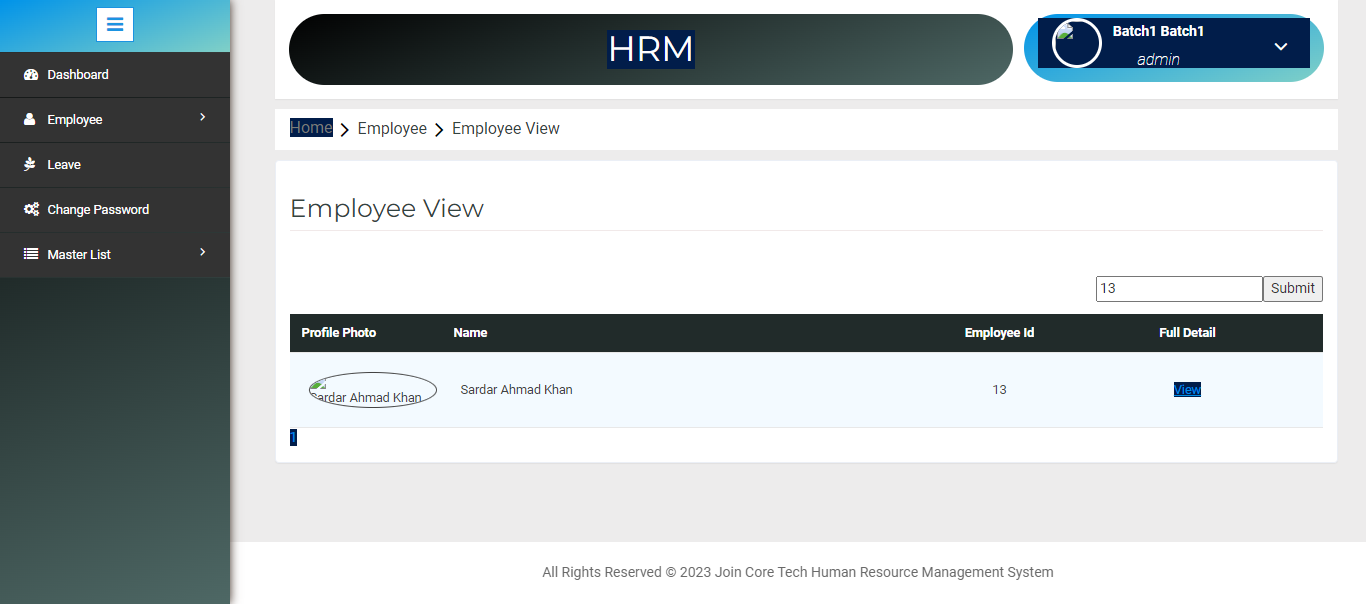 HRM
Batch1 Batch1
admin
Dashboard
Employee
Leave
Change Password
Master List
Home Employee Employee View
Employee View
13 Submit
Profile Photo Name Employee Id Full Detail
Sardar Ahmad Khan Sardar Ahmad Khan 13 View
1
All Rights Reserved © 2023 Join Core Tech Human Resource Management System